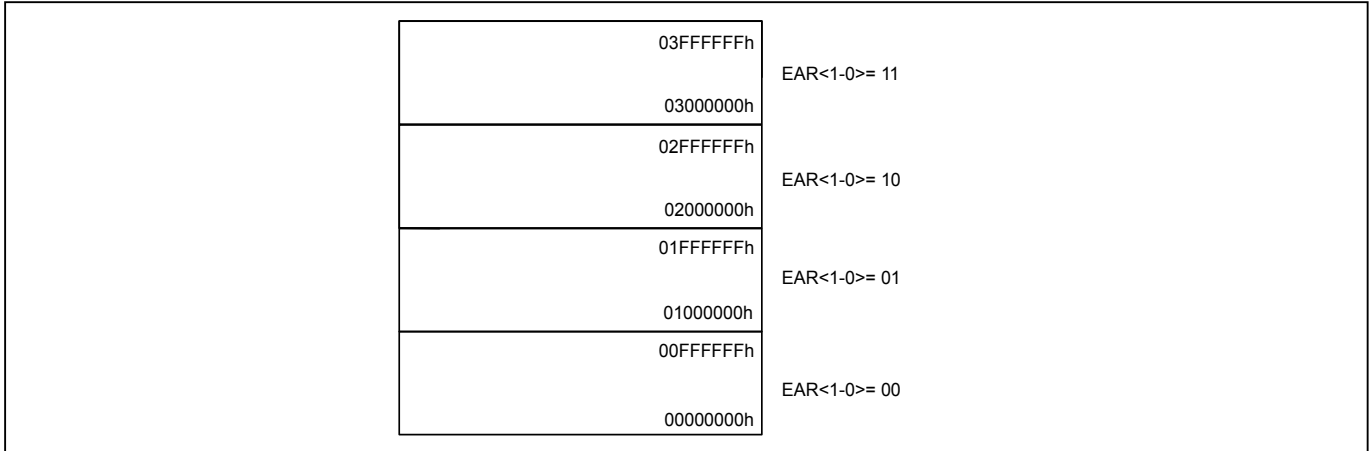 03FFFFFFh
EAR<1-0>= 11
03000000h
02FFFFFFh
EAR<1-0>= 10
02000000h
01FFFFFFh
EAR<1-0>= 01
01000000h
00FFFFFFh
EAR<1-0>= 00
00000000h